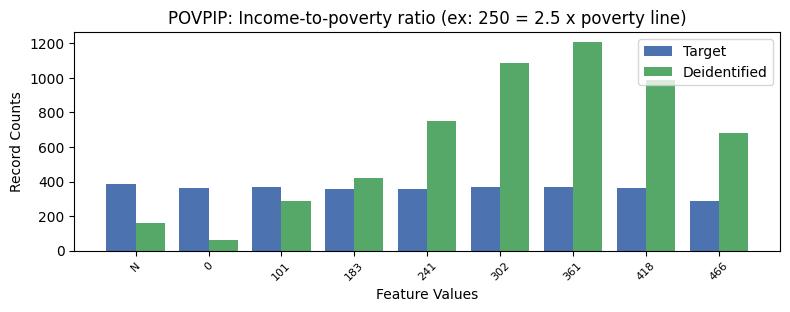 POVPIP: Income-to-poverty ratio (ex: 250 = 2.5 x poverty line)
Target
Deidentified
Record Counts
1200
1000
800
600
400
200
0
N
0
101
183
241
302
361
418
466
Feature Values